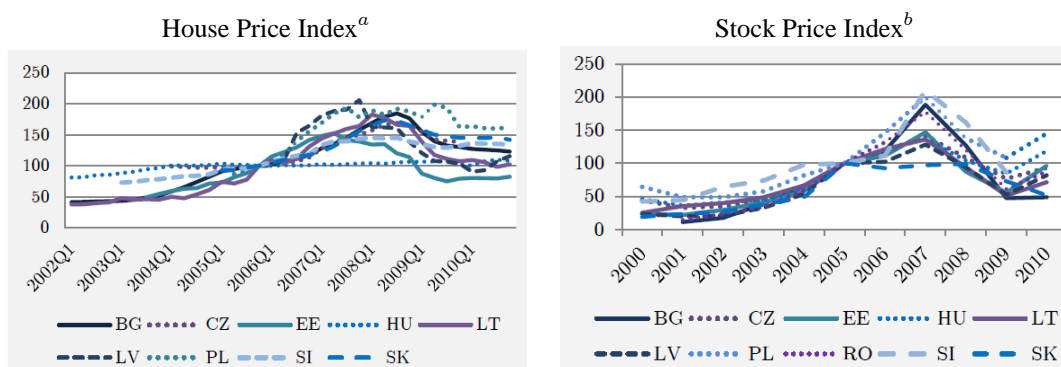 House Price Index^a
250
200
150
100
50
0
2002Q1
2003Q1
2004Q1
2005Q1
2006Q1
2007Q1
2008Q1
2009Q1
2010Q1
BG CZ EE HU LT
LV PL SI SK
Stock Price Index^b
250
200
150
100
50
0
2000
2001
2002
2003
2004
2005
2006
2007
2008
2009
2010
BG CZ EE HU LT
LV PL RO SI SK